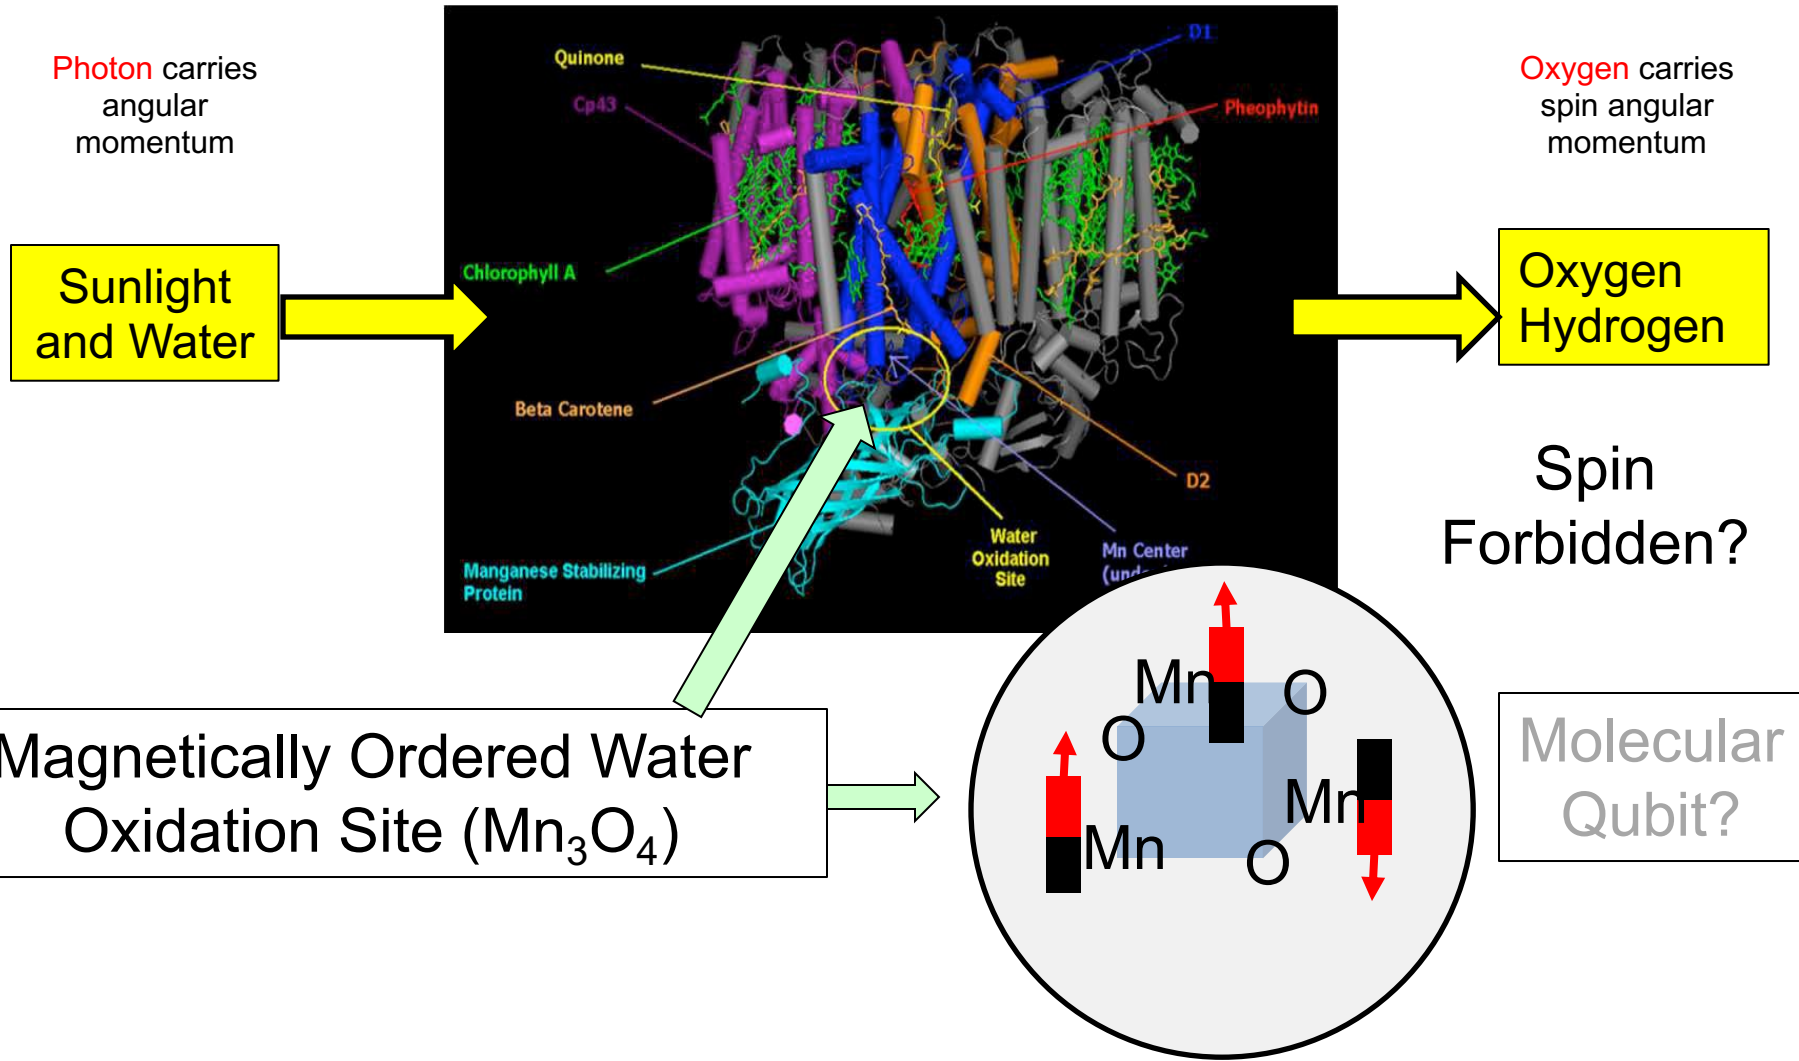 Photon carries
angular
momentum
Sunlight
and Water
Quinone
Cp43
Chlorophyll A
Beta Carotene
Manganese Stabilizing
Protein
D1
Pheophytin
D2
Water
Oxidation
Site
Mn Center
Oxygen carries
spin angular
momentum
Oxygen
Hydrogen
Spin
Forbidden?
Magnetically Ordered Water
Oxidation Site (Mn₃O₄)
Mn
O
O
Mn
Mn
O
Molecular
Qubit?